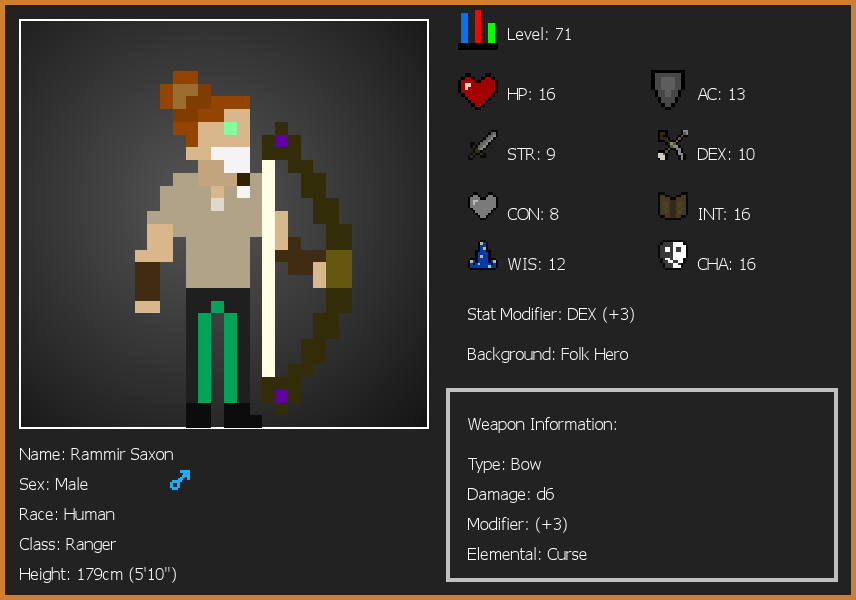 Level: 71
HP: 16
AC: 13
STR: 9
DEX: 10
CON: 8
INT: 16
WIS: 12
CHA: 16
Stat Modifier: DEX (+3)
Background: Folk Hero
Weapon Information:
Type: Bow
Damage: d6
Modifier: (+3)
Elemental: Curse
Name: Rammir Saxon
Sex: Male
Race: Human
Class: Ranger
Height: 179cm (5'10")